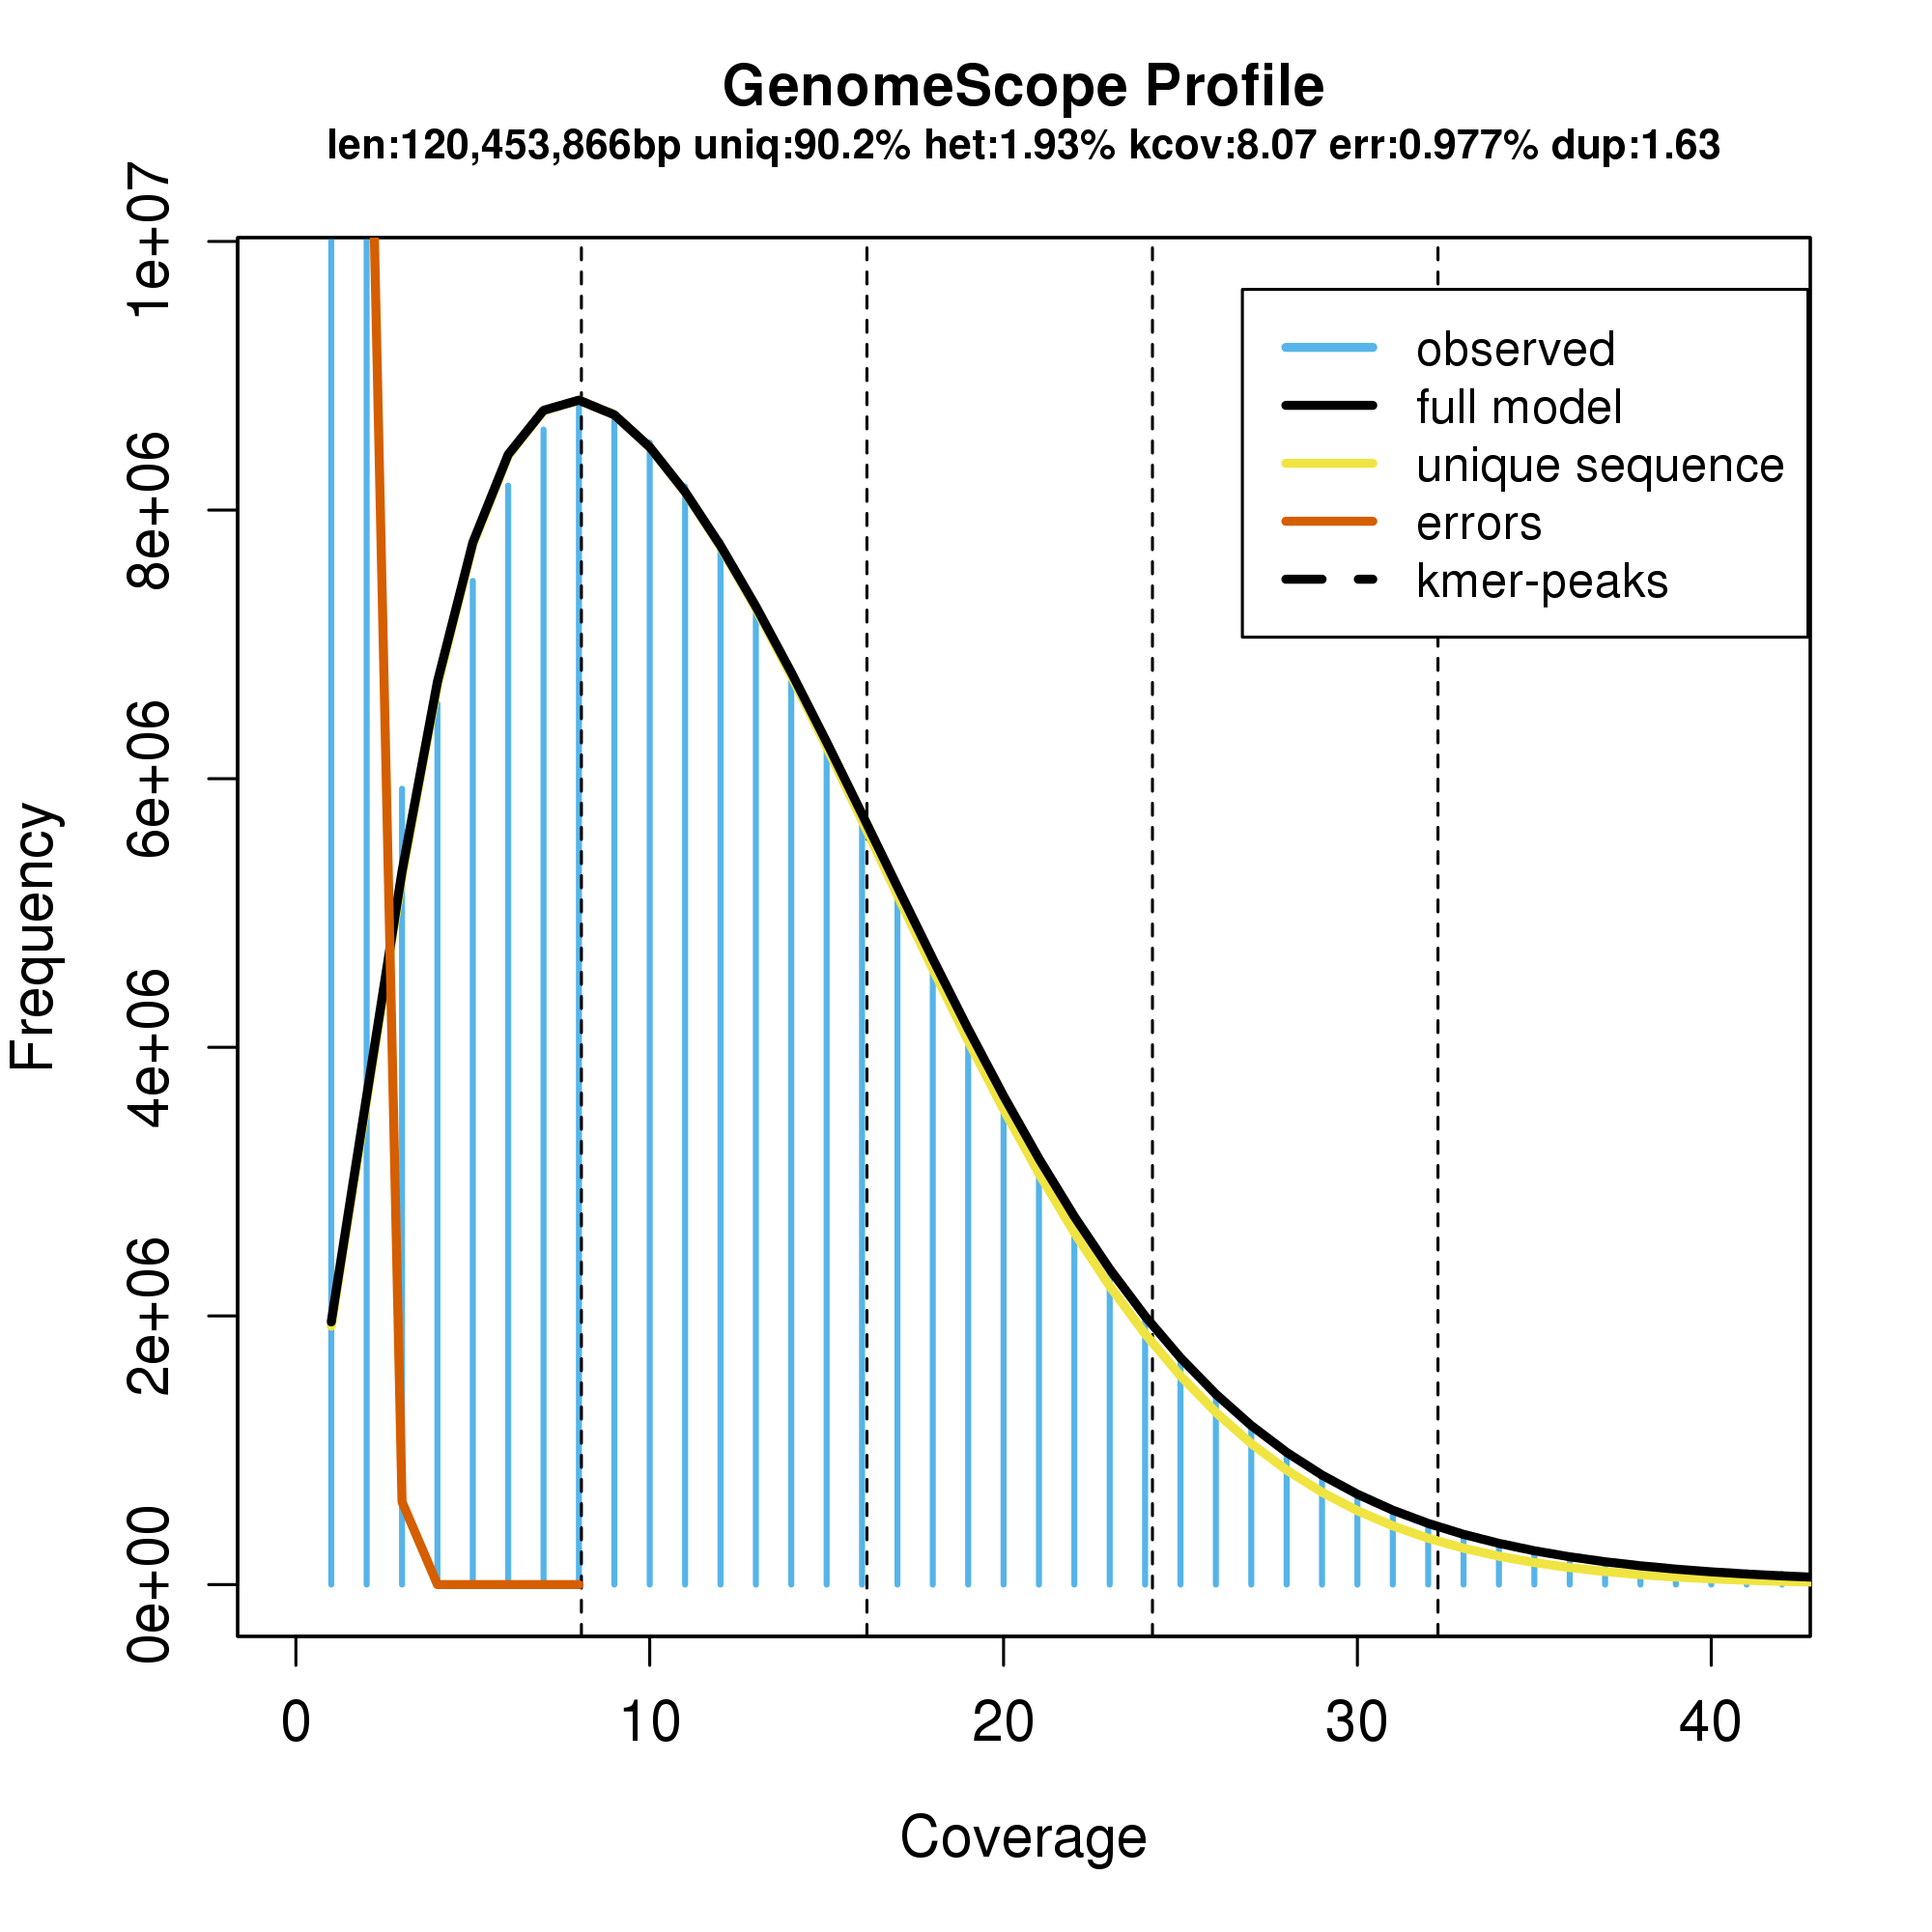 GenomeScope Profile
len:120,453,866bp uniq:90.2% het:1.93% kcov:8.07 err:0.977% dup:1.63
Frequency
1e+07
8e+06
6e+06
4e+06
2e+06
0e+00
observed
full model
unique sequence
errors
kmer-peaks
0 10 20 30 40
Coverage